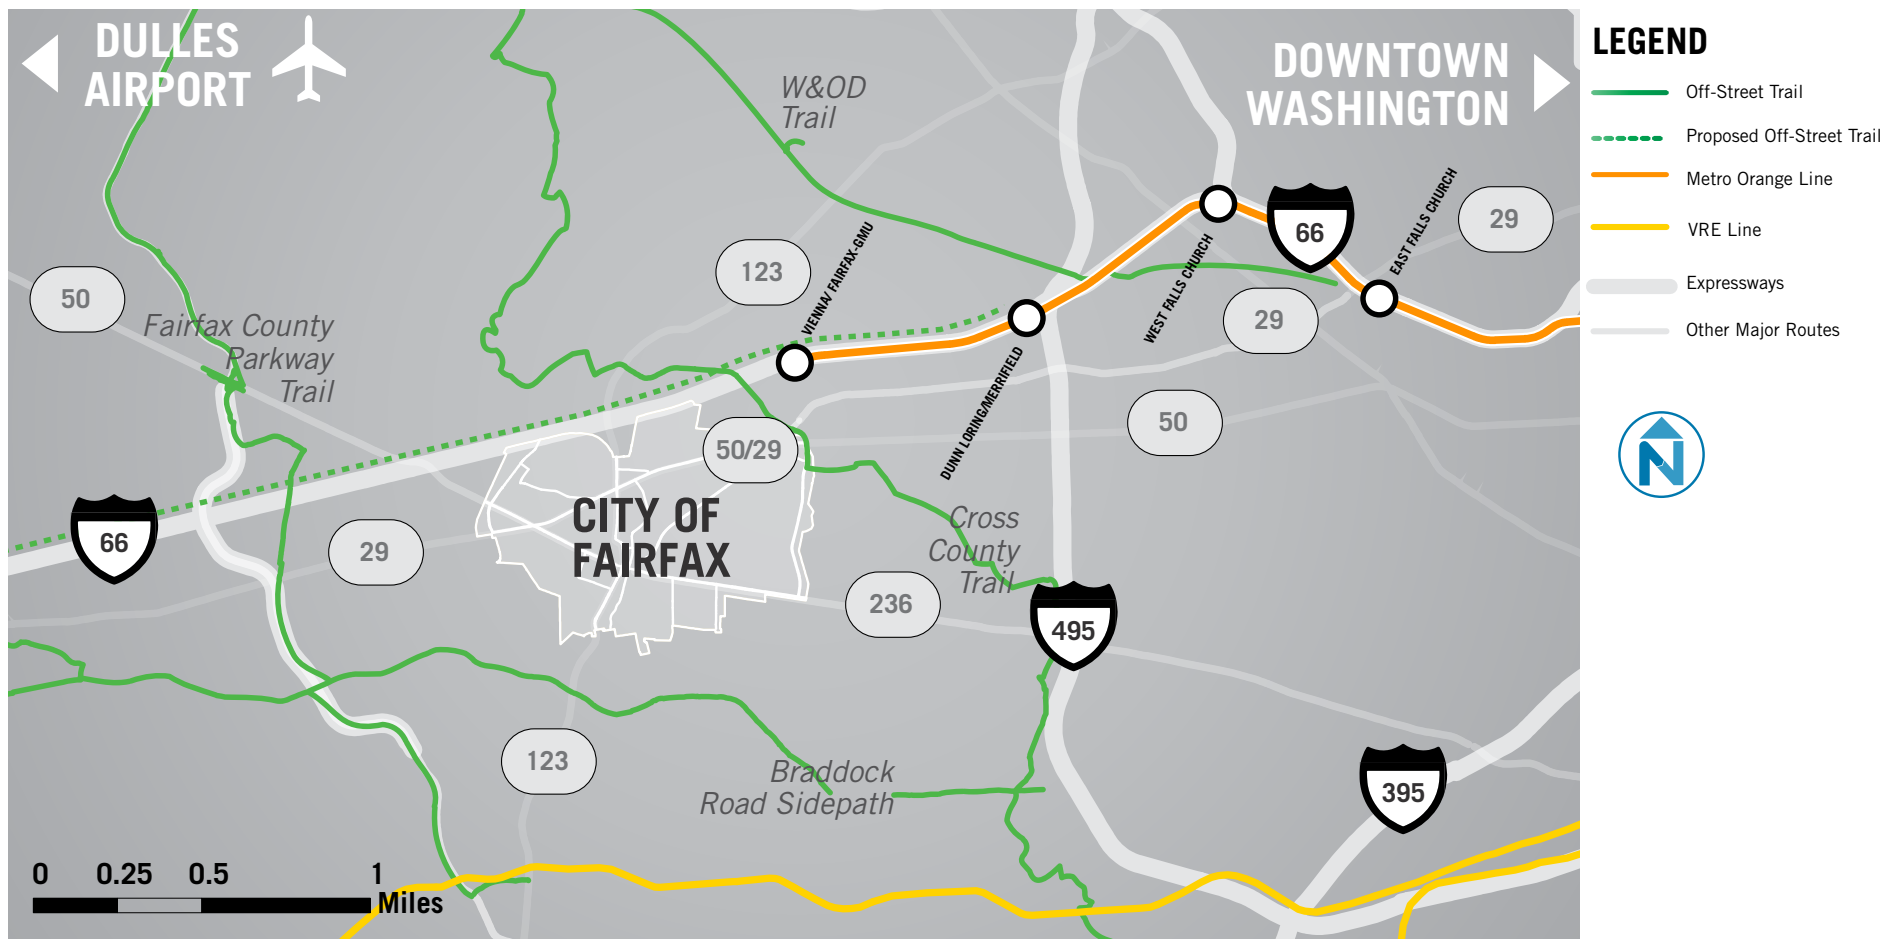 DULLES
AIRPORT
W&OD
Trail
DOWNTOWN
WASHINGTON
LEGEND
Off-Street Trail
Proposed Off-Street Trail
Metro Orange Line
VRE Line
Expressways
Other Major Routes
N
50
123
VIENNA/ FAIRFAX-GMU
WEST FALLS CHURCH
66
EAST FALLS CHURCH
29
29
Fairfax County
Parkway
Trail
DUNN LORING/MERRIFIELD
50
50/29
66
29
CITY OF
FAIRFAX
Cross
County
Trail
236
495
123
Braddock
Road Sidepath
395
0 0.25 0.5 1
Miles